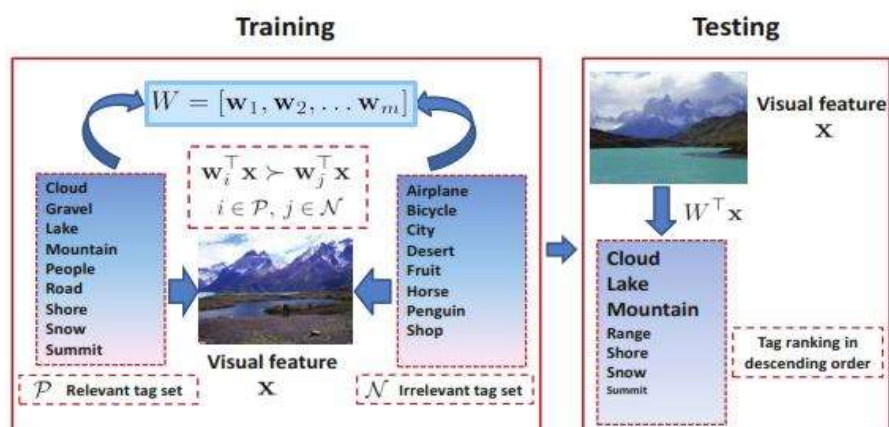 Training
W = [w₁, w₂, … wₘ]
wᵢ⊤x ≻ wⱼ⊤x
i ∈ 𝒫, j ∈ 𝒩
Cloud
Gravel
Lake
Mountain
People
Road
Shore
Snow
Summit
Airplane
Bicycle
City
Desert
Fruit
Horse
Penguin
Shop
Visual feature
x
𝒫 Relevant tag set
𝒩 Irrelevant tag set
Testing
Visual feature
x
W⊤x
Cloud
Lake
Mountain
Range
Shore
Snow
Summit
Tag ranking in
descending order